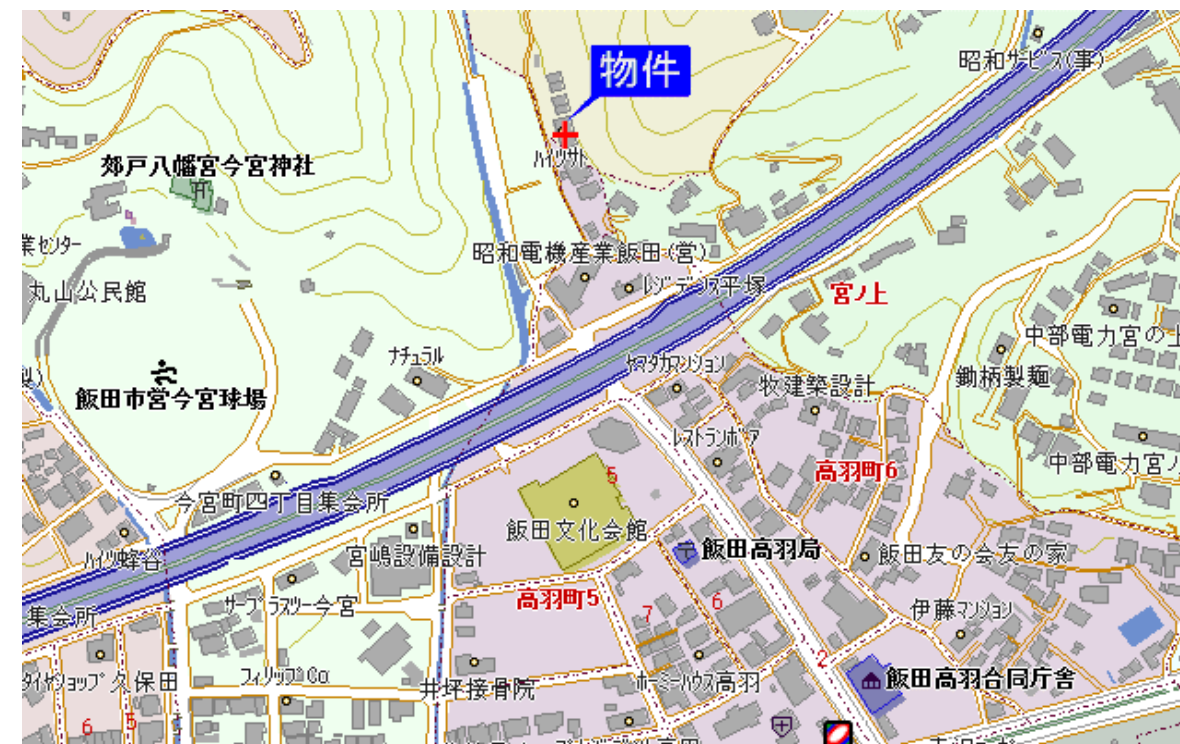 昭和サービス(事)
物件
ハイツサト
郊戸八幡宮今宮神社
業センター
昭和電機産業飯田(営)
丸山公民館
レジデンス平塚
宮ノ上
中部電力宮の上
ナチュラル
ヤマタカマンション
牧建築設計
鋤柄製麺
飯田市営今宮球場
レストランボア
高羽町6
中部電力宮ノ
5
今宮町四丁目集会所
飯田文化会館
飯田高羽局
飯田友の会友の家
ハイツ蜂谷
宮嶋設備設計
高羽町5
6
7
サープラスツー今宮
伊藤マンション
集会所
2
フィリップCo
井坪接骨院
ホーミーハウス高羽
飯田高羽合同庁舎
タイヤショップ久保田
6
5